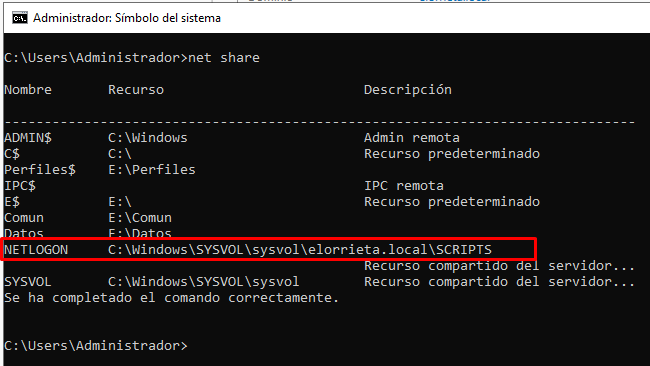 Administrador: Símbolo del sistema
C:\Users\Administrador>net share
Nombre Recurso Descripción
-------------------------------------------------------------------------------
ADMIN$ C:\Windows Admin remota
C$ C:\ Recurso predeterminado
Perfiles$ E:\Perfiles
IPC$ IPC remota
E$ E:\ Recurso predeterminado
Comun E:\Comun
Datos E:\Datos
NETLOGON C:\Windows\SYSVOL\sysvol\elorrieta.local\SCRIPTS
Recurso compartido del servidor...
SYSVOL C:\Windows\SYSVOL\sysvol Recurso compartido del servidor...
Se ha completado el comando correctamente.
C:\Users\Administrador>